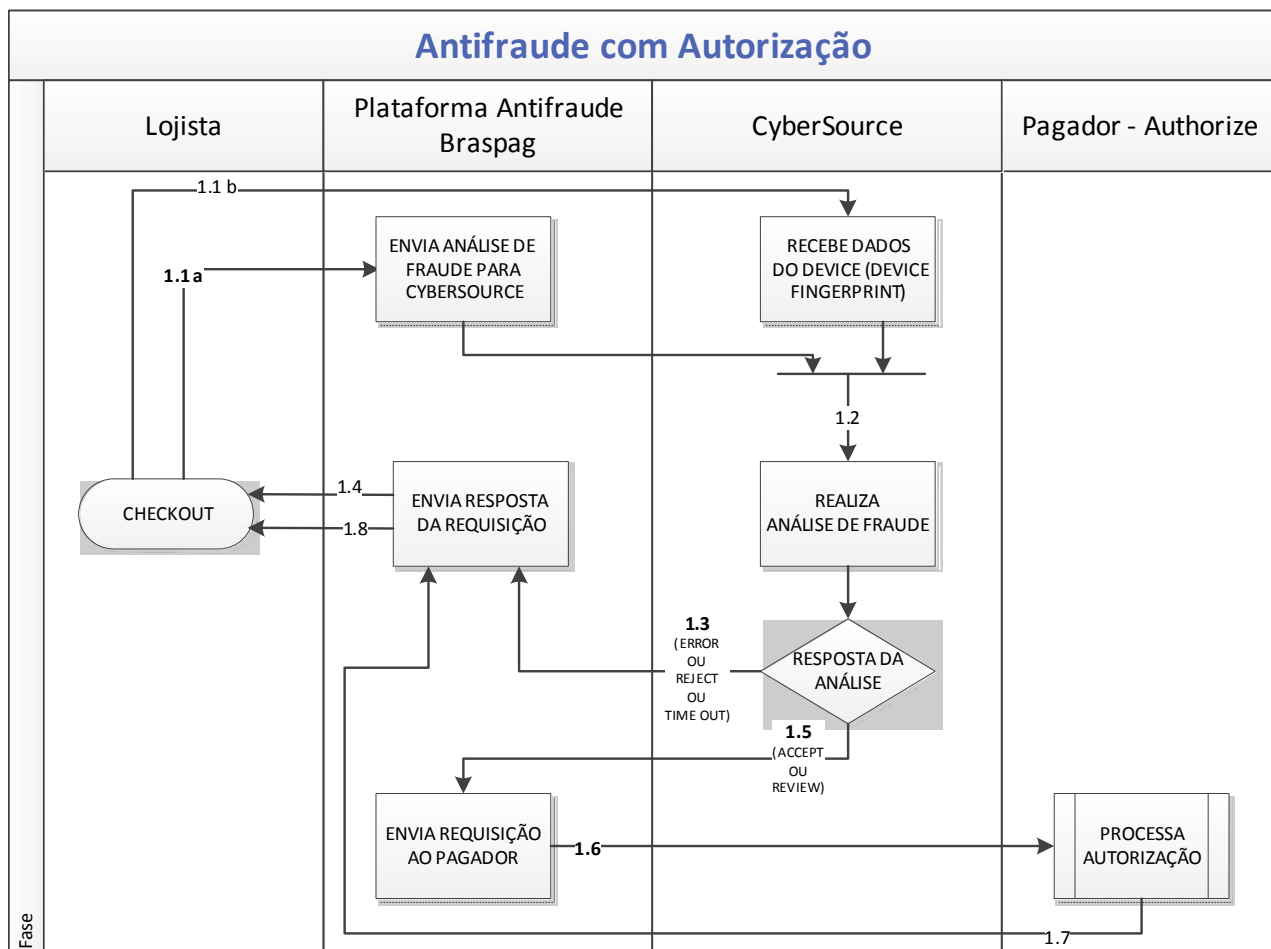 Antifraude com Autorização
Lojista
Plataforma Antifraude
Braspag
CyberSource
Pagador - Authorize
1.1 b
ENVIA ANÁLISE DE
FRAUDE PARA
CYBERSOURCE
RECEBE DADOS
DO DEVICE (DEVICE
FINGERPRINT)
1.1 a
1.2
CHECKOUT
1.4
1.8
ENVIA RESPOSTA
DA REQUISIÇÃO
REALIZA
ANÁLISE DE FRAUDE
1.3
(ERROR
OU
REJECT
OU
TIME OUT)
RESPOSTA DA
ANÁLISE
1.5
(ACCEPT
OU
REVIEW)
ENVIA REQUISIÇÃO
AO PAGADOR
1.6
PROCESSA
AUTORIZAÇÃO
1.7
Fase